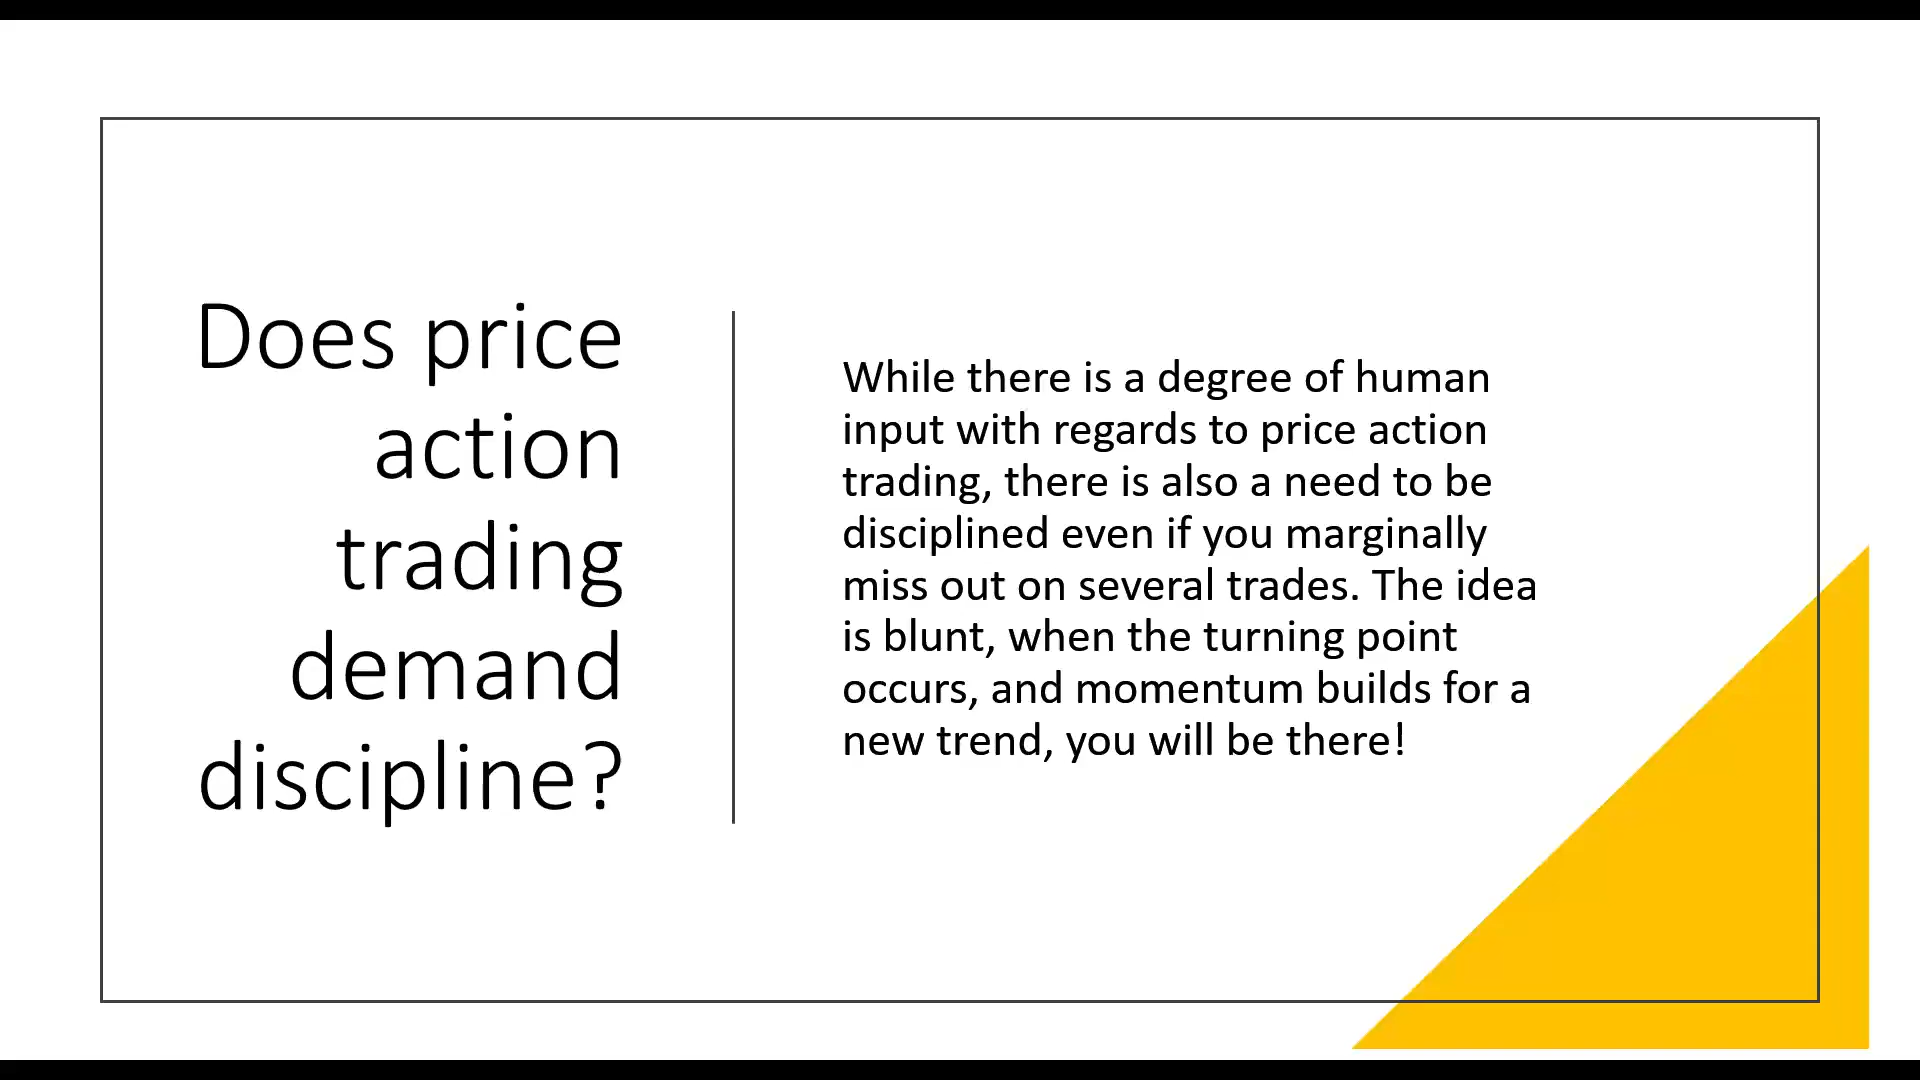 Does price
action
trading
demand
discipline?
While there is a degree of human
input with regards to price action
trading, there is also a need to be
disciplined even if you marginally
miss out on several trades. The idea
is blunt, when the turning point
occurs, and momentum builds for a
new trend, you will be there!